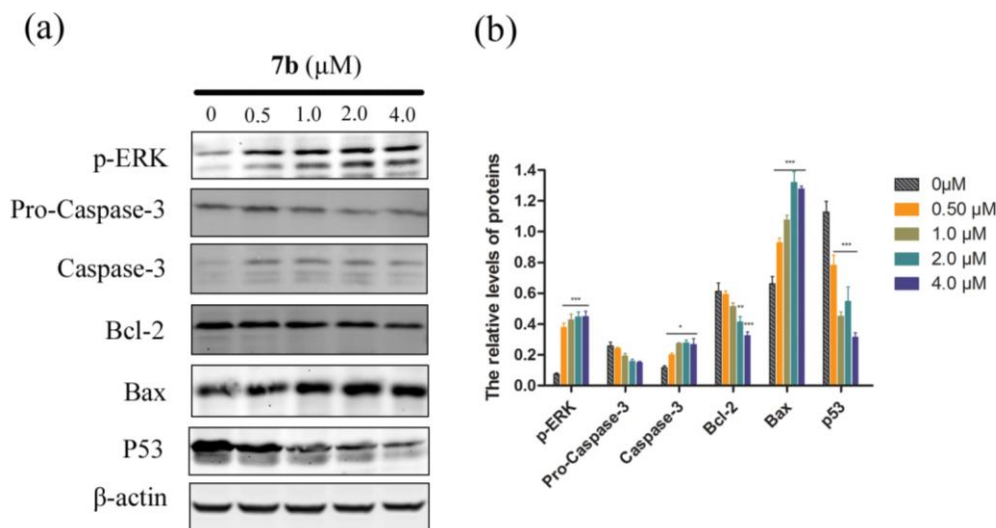 (a)
7b (μM)
0 0.5 1.0 2.0 4.0
p-ERK
Pro-Caspase-3
Caspase-3
Bcl-2
Bax
P53
β-actin
(b)
The relative levels of proteins
1.4
1.2
1.0
0.8
0.6
0.4
0.2
0.0
***
*
**
***
***
***
p-ERK
Pro-Caspase-3
Caspase-3
Bcl-2
Bax
p53
0μM
0.50 μM
1.0 μM
2.0 μM
4.0 μM